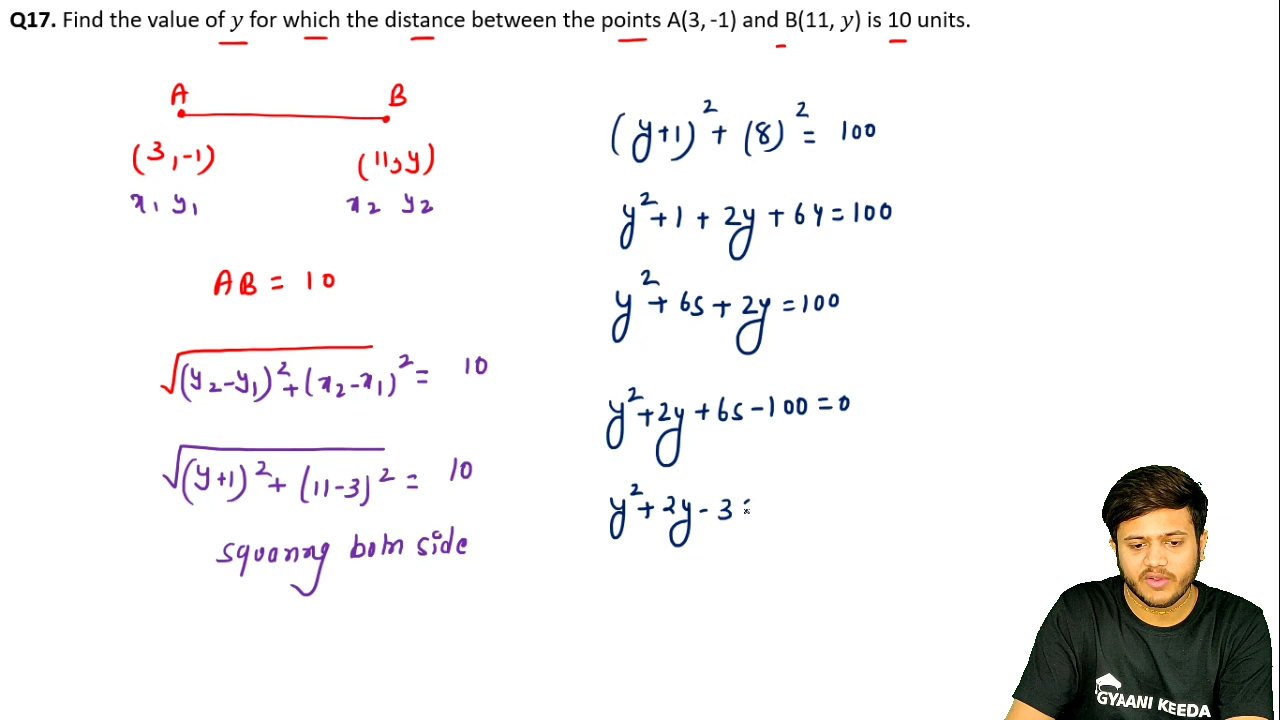 Q17. Find the value of y for which the distance between the points A(3, -1) and B(11, y) is 10 units.
A B
(3,-1) (11,y)
x₁ y₁ x₂ y₂
AB = 10
√(y₂-y₁)²+(x₂-x₁)² = 10
√(y+1)²+(11-3)² = 10
squaring both side
(y+1)²+(8)² = 100
y²+1+2y+64=100
y²+65+2y=100
y²+2y+65-100=0
y²+2y-3
GYAANI KEEDA